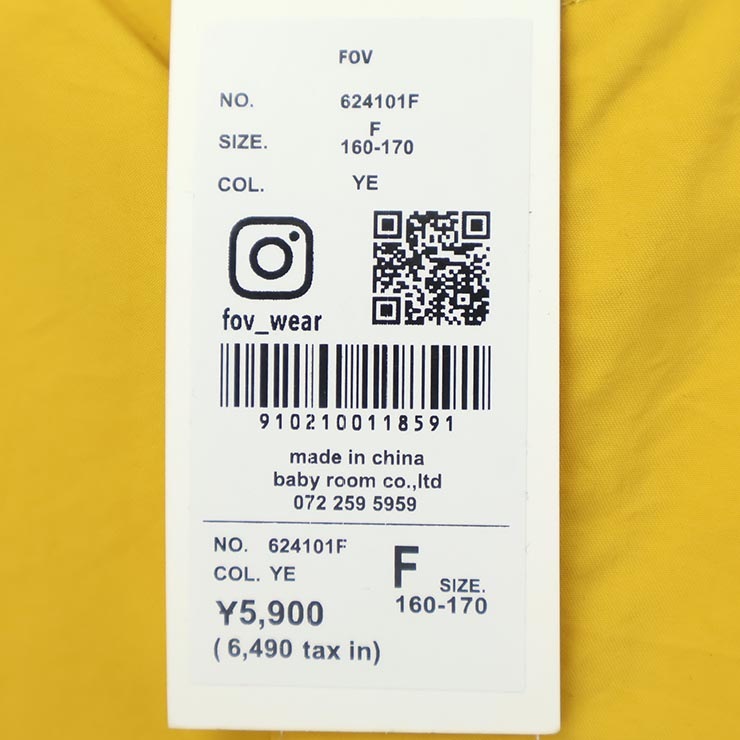 FOV
NO. 624101F
SIZE. F
160-170
COL. YE
fov_wear
9102100118591
made in china
baby room co.,ltd
072 259 5959
NO. 624101F
COL. YE
F SIZE.
160-170
¥5,900
(6,490 tax in)